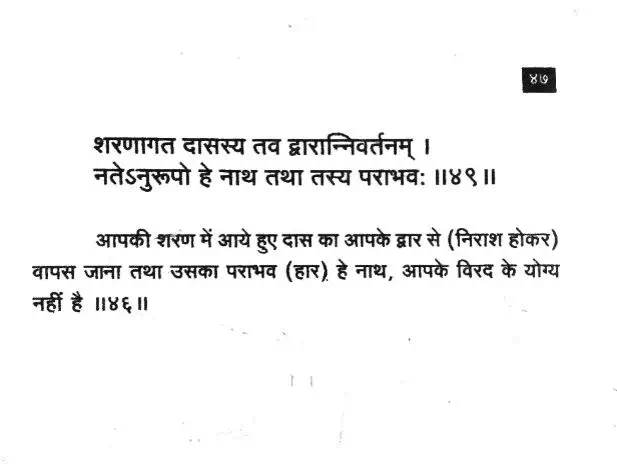 ४७
शरणागत दासस्य तव द्वारान्निवर्तनम् ।
नतेऽनुरूपो हे नाथ तथा तस्य पराभवः ॥४९॥
आपकी शरण में आये हुए दास का आपके द्वार से (निराश होकर)
वापस जाना तथा उसका पराभव (हार) हे नाथ, आपके विरद के योग्य
नहीं है ॥४६॥